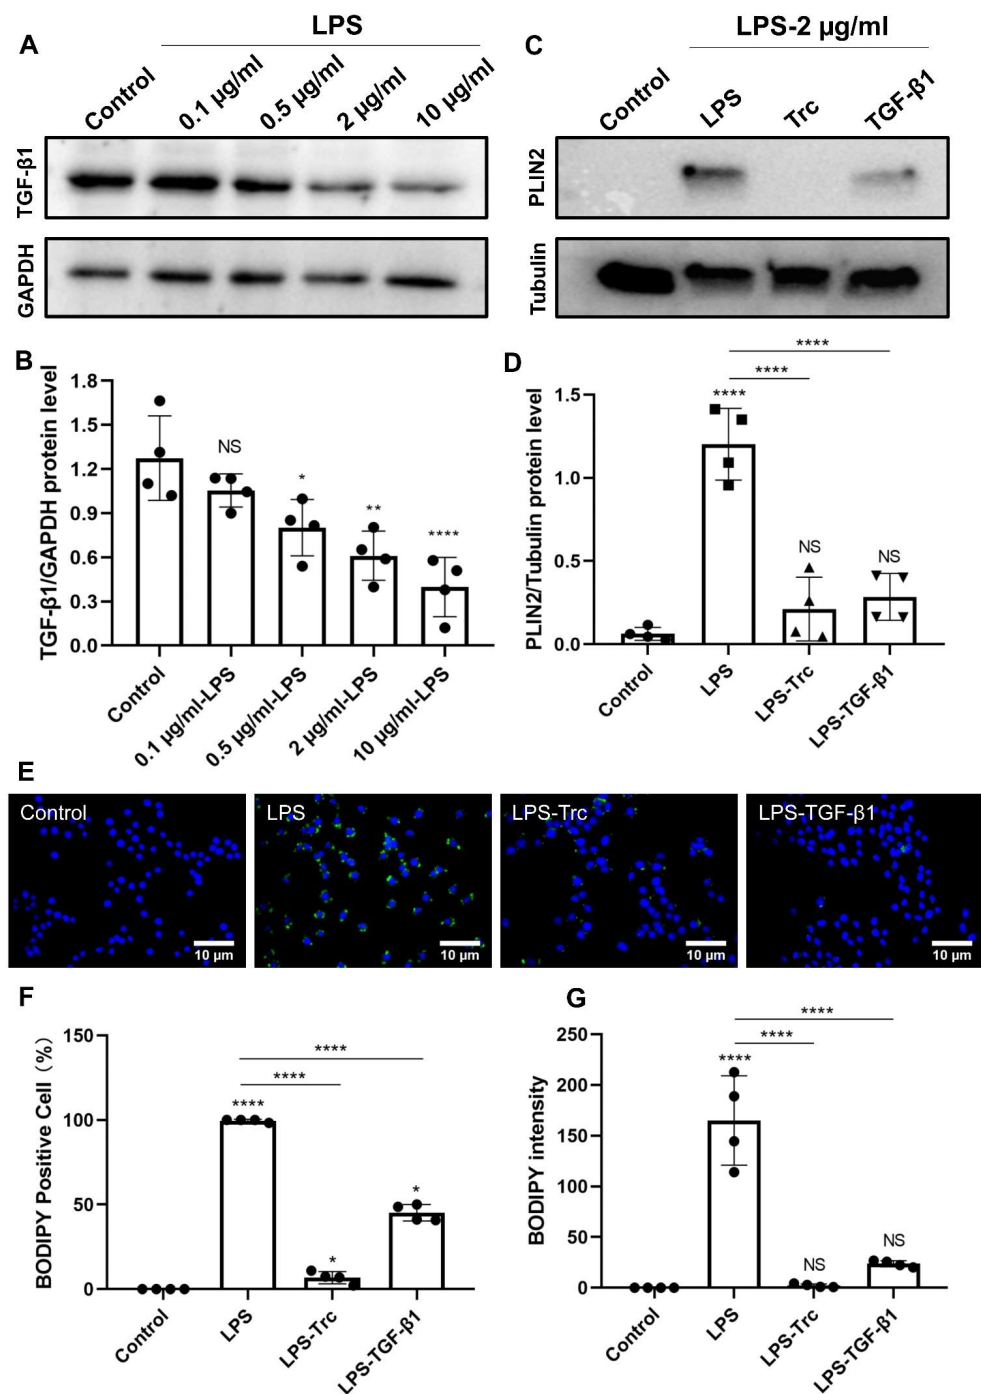 A
LPS
Control
0.1 µg/ml
0.5 µg/ml
2 µg/ml
10 µg/ml
TGF-β1
GAPDH
C
LPS-2 µg/ml
Control
LPS
Trc
TGF-β1
PLIN2
Tubulin
B
TGF-β1/GAPDH protein level
1.8
1.5
1.2
0.9
0.6
0.3
0.0
NS
*
**
****
Control
0.1 µg/ml-LPS
0.5 µg/ml-LPS
2 µg/ml-LPS
10 µg/ml-LPS
D
PLIN2/Tubulin protein level
1.5
1.0
0.5
0.0
****
****
****
NS
NS
Control
LPS
LPS-Trc
LPS-TGF-β1
E
Control
10 µm
LPS
10 µm
LPS-Trc
10 µm
LPS-TGF-β1
10 µm
F
BODIPY Positive Cell (%)
150
100
50
0
****
****
****
*
*
Control
LPS
LPS-Trc
LPS-TGF-β1
G
BODIPY intensity
250
200
150
100
50
0
****
****
****
NS
NS
Control
LPS
LPS-Trc
LPS-TGF-β1